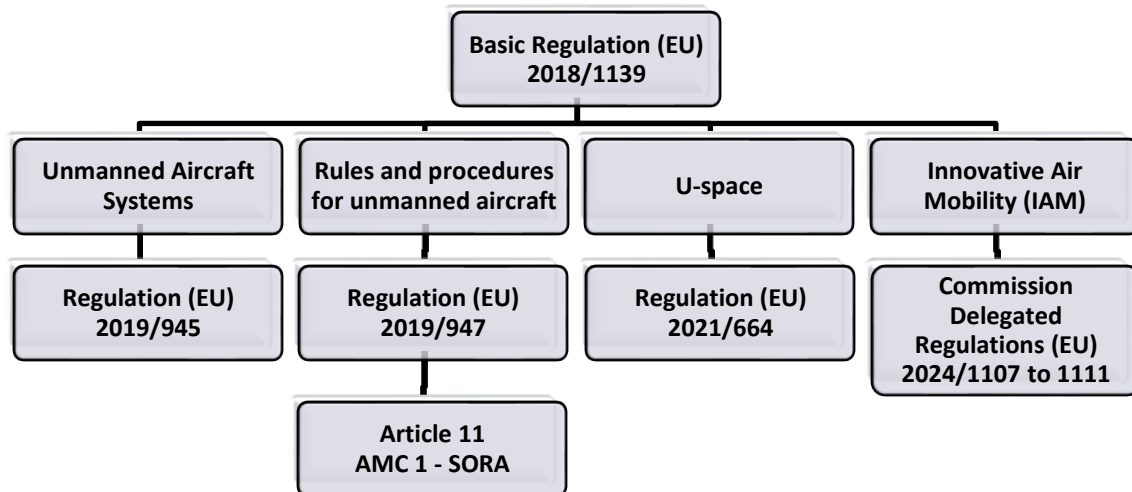 Basic Regulation (EU)
2018/1139
Unmanned Aircraft
Systems
Rules and procedures
for unmanned aircraft
U-space
Innovative Air
Mobility (IAM)
Regulation (EU)
2019/945
Regulation (EU)
2019/947
Regulation (EU)
2021/664
Commission
Delegated
Regulations (EU)
2024/1107 to 1111
Article 11
AMC 1 - SORA